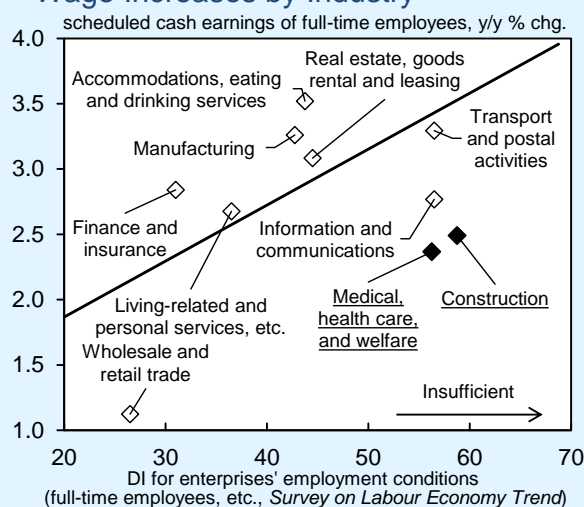 Wage Increases by Industry
scheduled cash earnings of full-time employees, y/y % chg.
4.0
3.5
3.0
2.5
2.0
1.5
1.0
Accommodations, eating
and drinking services
Real estate, goods
rental and leasing
Manufacturing
Transport
and postal
activities
Finance and
insurance
Information and
communications
Living-related and
personal services, etc.
Medical,
health care,
and welfare
Construction
Wholesale and
retail trade
Insufficient
20 30 40 50 60 70
DI for enterprises' employment conditions
(full-time employees, etc., Survey on Labour Economy Trend)